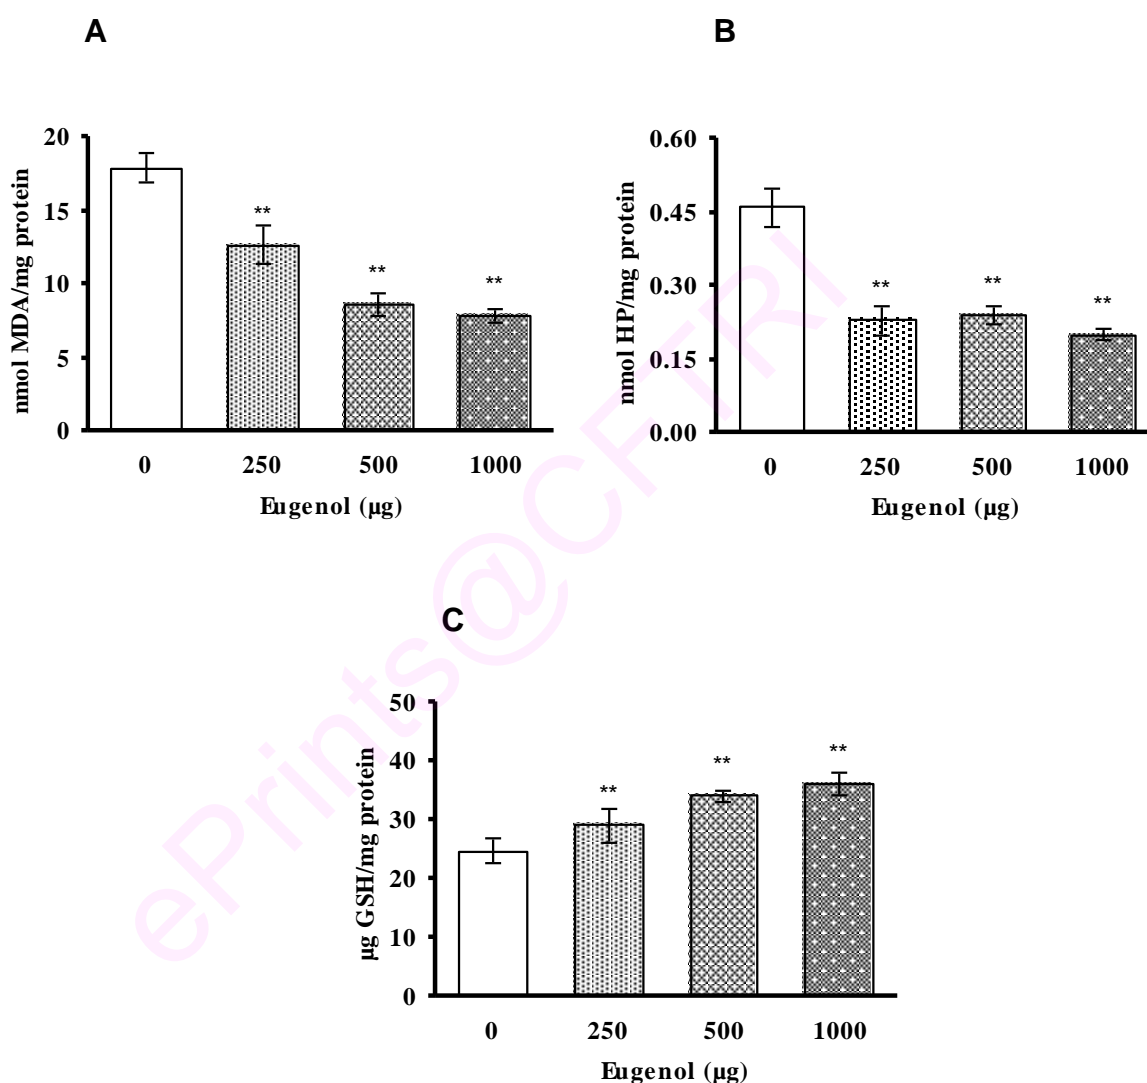 A
B
20
15
10
5
0
nmol MDA/mg protein
**
**
**
0 250 500 1000
Eugenol (µg)
0.60
0.45
0.30
0.15
0.00
nmol HP/mg protein
**
**
**
0 250 500 1000
Eugenol (µg)
C
50
40
30
20
10
0
µg GSH/mg protein
**
**
**
0 250 500 1000
Eugenol (µg)
ePrints@CFTRI